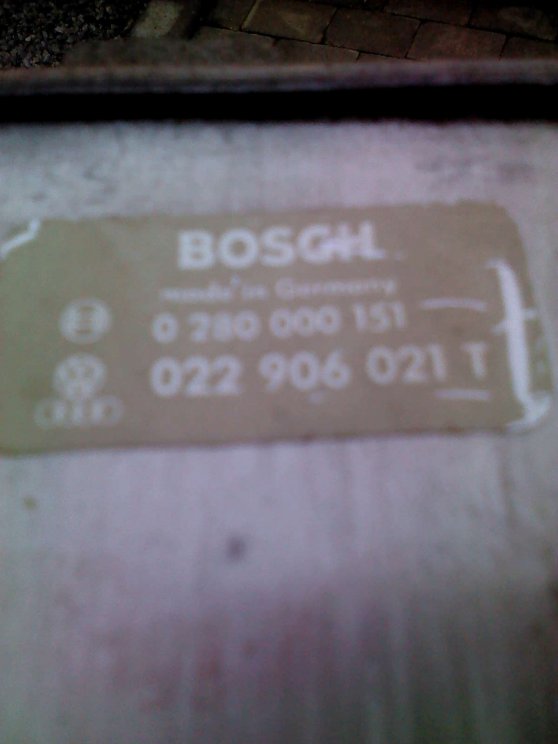 BOSCH
made in Germany
0 280 000 151
022 906 021 T